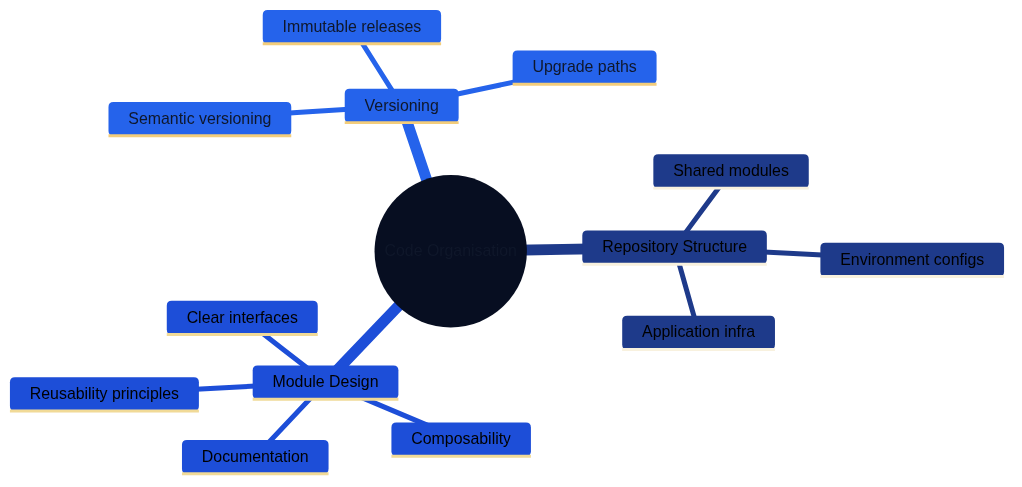 Immutable releases
Upgrade paths
Versioning
Semantic versioning
Shared modules
Code Organisation
Repository Structure
Environment configs
Clear interfaces
Application infra
Module Design
Reusability principles
Composability
Documentation